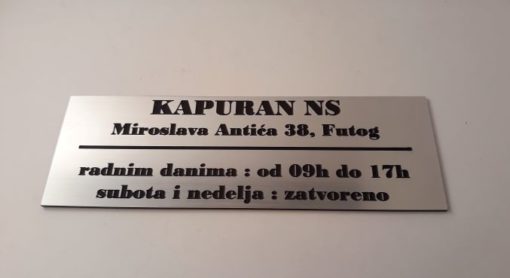 KAPURAN NS
Miroslava Antića 38, Futog
radnim danima : od 09h do 17h
subota i nedelja : zatvoreno